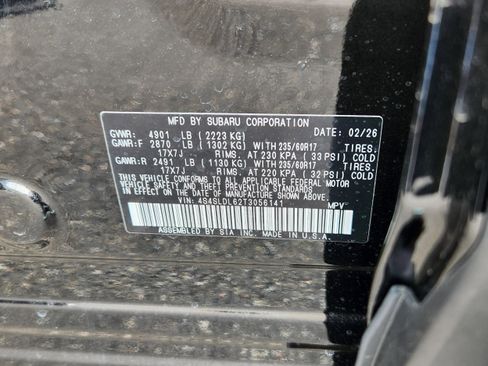 MFD BY SUBARU CORPORATION DATE: 02/26
GVWR: 4901 LB (2223 KG)
GAWR:F 2870 LB (1302 KG) WITH 235/60R17 TIRES,
17X7J RIMS, AT 230 KPA (33 PSI) COLD
GAWR:R 2491 LB (1130 KG) WITH 235/60R17 TIRES,
17X7J RIMS, AT 220 KPA (32 PSI) COLD
THIS VEHICLE CONFORMS TO ALL APPLICABLE FEDERAL MOTOR
VEHICLE SAFETY AND THEFT PREVENTION STANDARDS
IN EFFECT ON THE DATE OF MANUFACTURE SHOWN ABOVE.
VIN: 4S4SLDL62T3056141 MPV
ASSEMBLED BY SIA INC. MADE IN U.S.A.